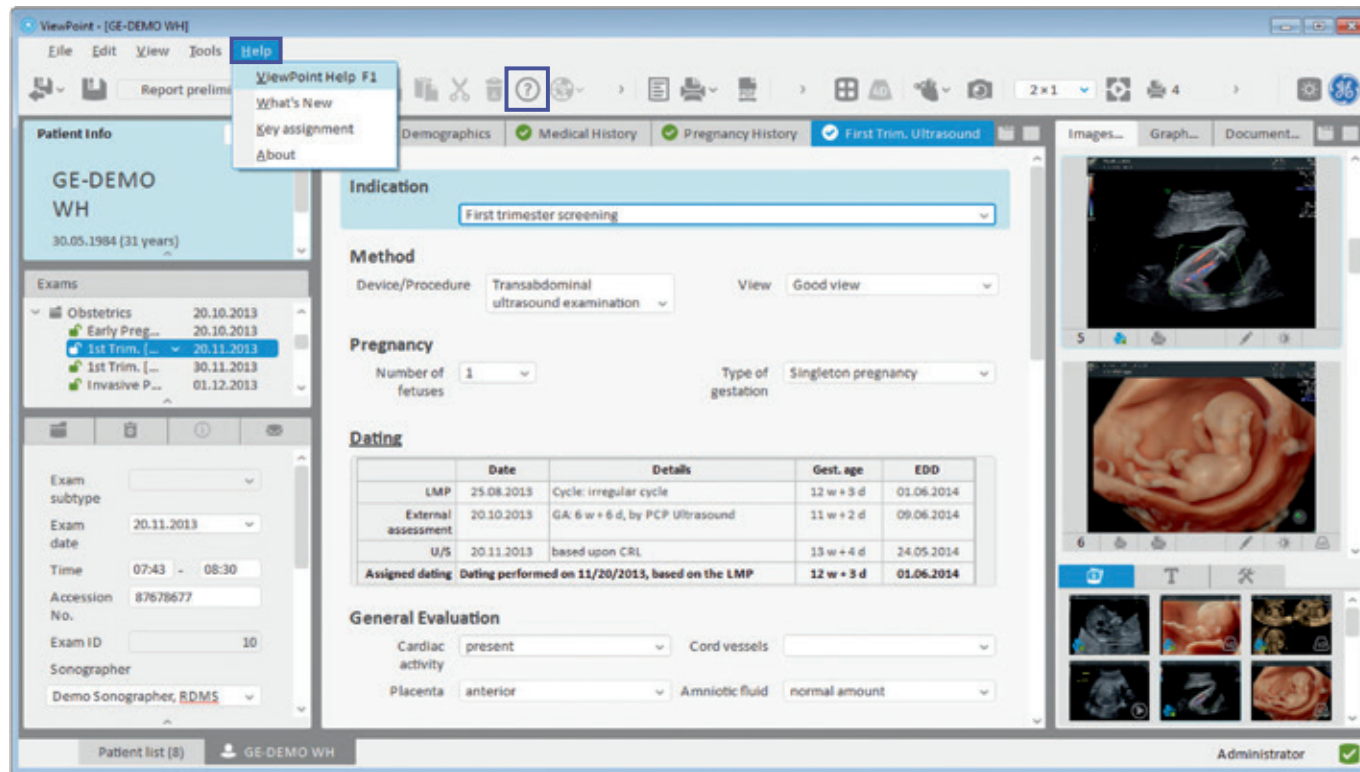 ViewPoint - [GE-DEMO WH]
File Edit View Tools Help
Report prelimi
2×1
4
ViewPoint Help F1
What's New
Key assignment
About
Patient Info
Demographics
Medical History
Pregnancy History
First Trim. Ultrasound
Images...
Graph...
Document...
GE-DEMO
WH
30.05.1984 (31 years)
Exams
Obstetrics 20.10.2013
Early Preg... 20.10.2013
1st Trim. [... 20.11.2013
1st Trim. [... 30.11.2013
Invasive P... 01.12.2013
Exam
subtype
Exam
date
20.11.2013
Time 07:43 - 08:30
Accession
No.
87678677
Exam ID 10
Sonographer
Demo Sonographer, RDMS
Indication
First trimester screening
Method
Device/Procedure
Transabdominal
ultrasound examination
View Good view
Pregnancy
Number of
fetuses
1
Type of
gestation
Singleton pregnancy
Dating
Date Details Gest. age EDD
LMP 25.08.2013 Cycle: irregular cycle 12 w + 3 d 01.06.2014
External
assessment
20.10.2013 GA: 6 w + 6 d, by PCP Ultrasound 11 w + 2 d 09.06.2014
U/S 20.11.2013 based upon CRL 13 w + 4 d 24.05.2014
Assigned dating Dating performed on 11/20/2013, based on the LMP 12 w + 3 d 01.06.2014
General Evaluation
Cardiac
activity
present
Cord vessels
Placenta anterior
Amniotic fluid normal amount
5
6
T
Patient list (8)
GE-DEMO WH
Administrator